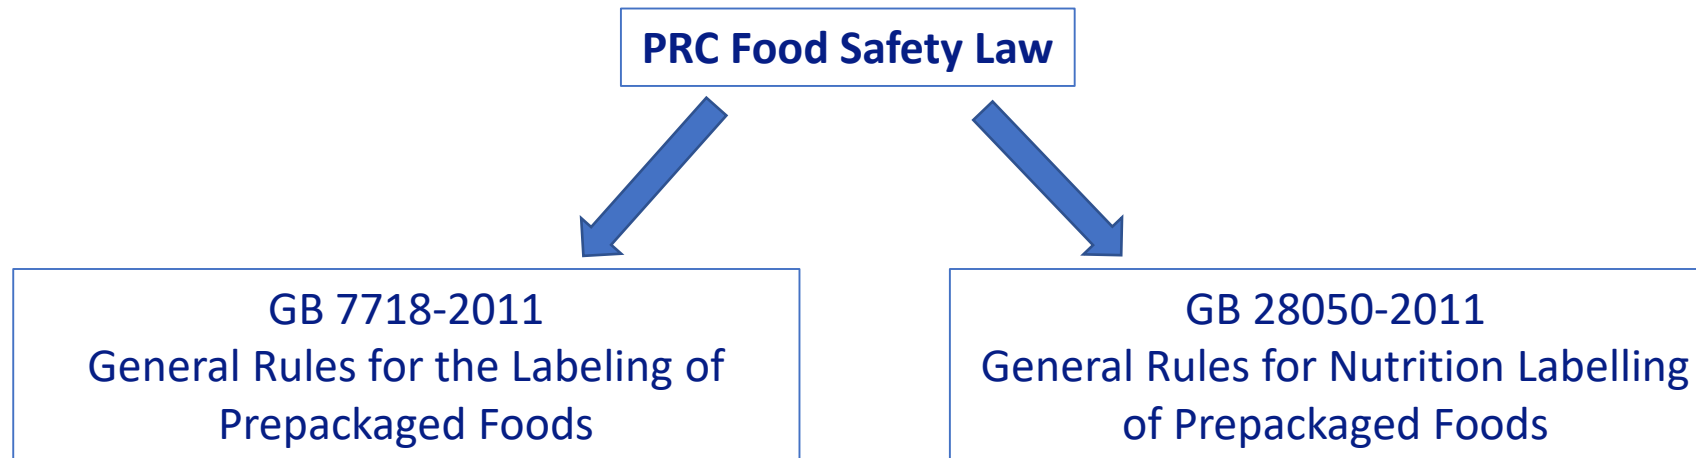 PRC Food Safety Law
GB 7718-2011
General Rules for the Labeling of
Prepackaged Foods
GB 28050-2011
General Rules for Nutrition Labelling
of Prepackaged Foods